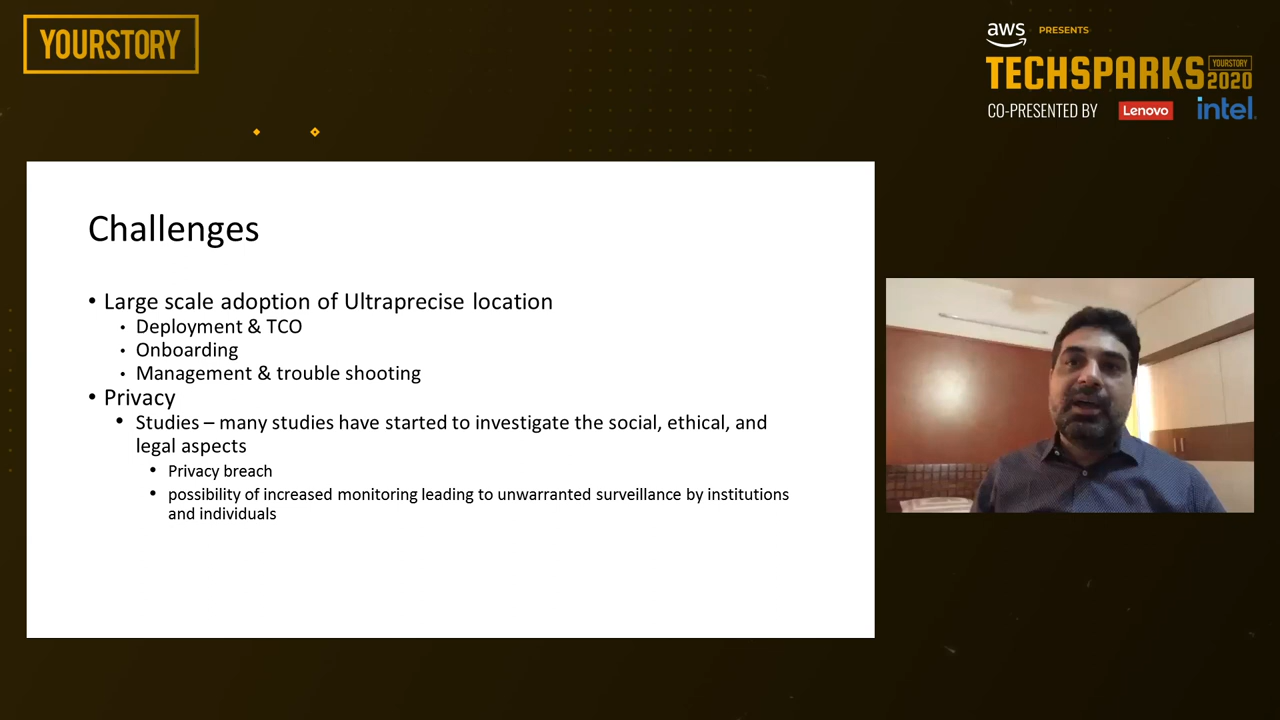 YOURSTORY
aws PRESENTS
TECHSPARKS YOURSTORY 2020
CO-PRESENTED BY Lenovo intel.
Challenges
• Large scale adoption of Ultraprecise location
• Deployment & TCO
• Onboarding
• Management & trouble shooting
• Privacy
• Studies – many studies have started to investigate the social, ethical, and
legal aspects
• Privacy breach
• possibility of increased monitoring leading to unwarranted surveillance by institutions
and individuals